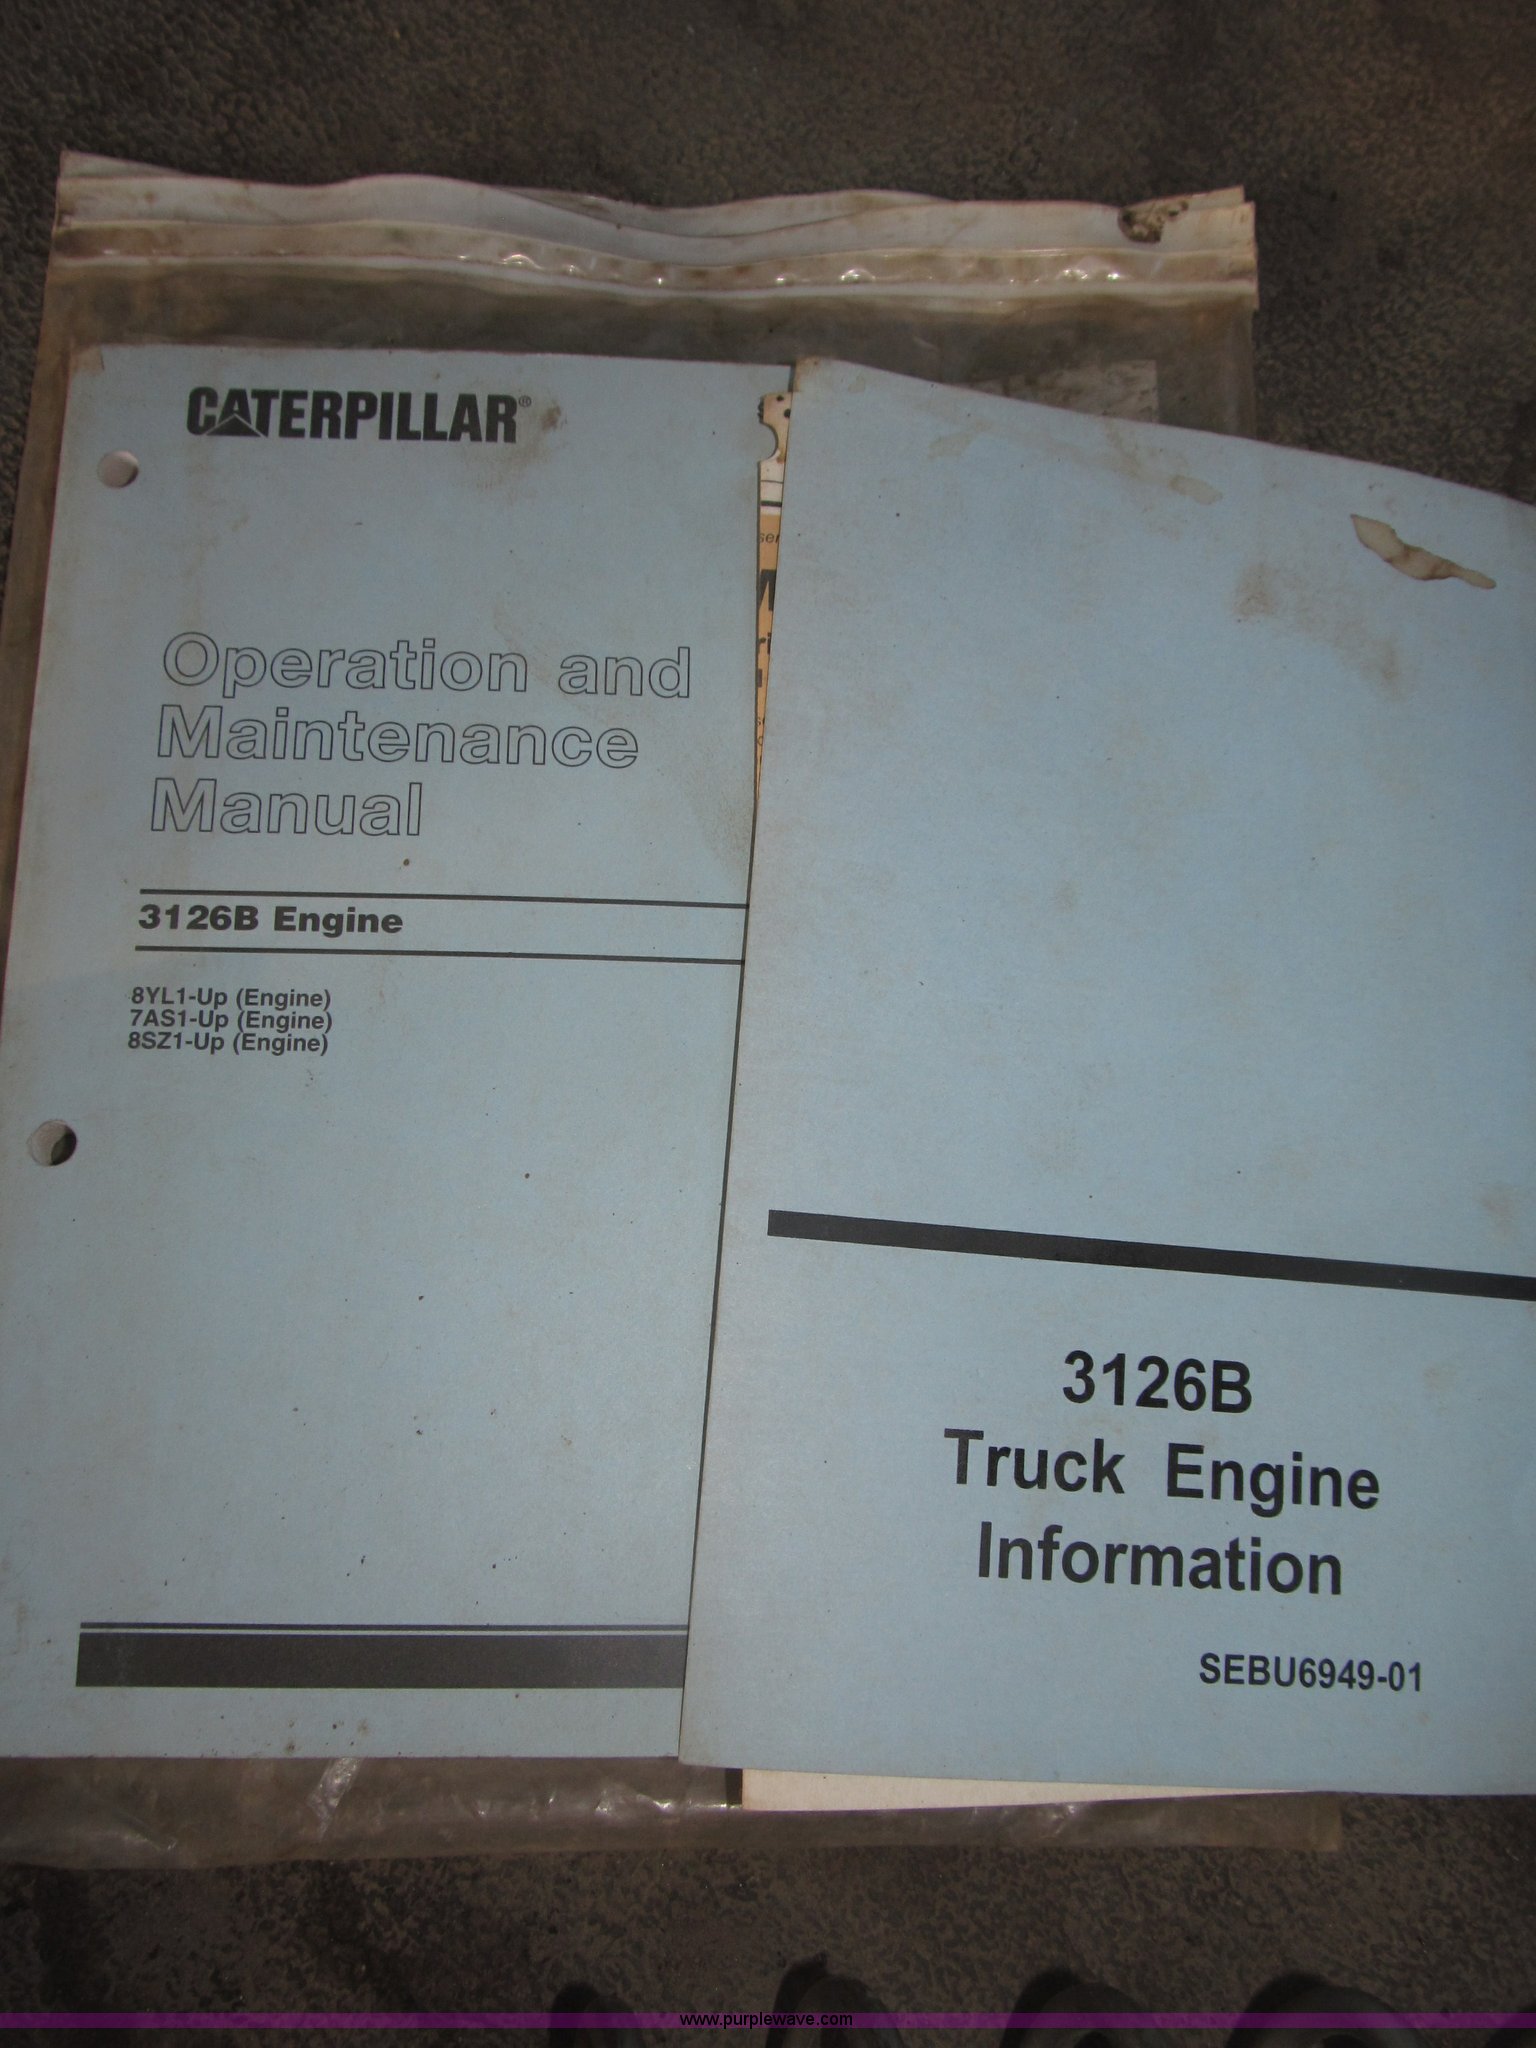 CATERPILLAR®
Operation and
Maintenance
Manual
3126B Engine
8YL1-Up (Engine)
7AS1-Up (Engine)
8SZ1-Up (Engine)
3126B
Truck Engine
Information
SEBU6949-01
www.purplewave.com